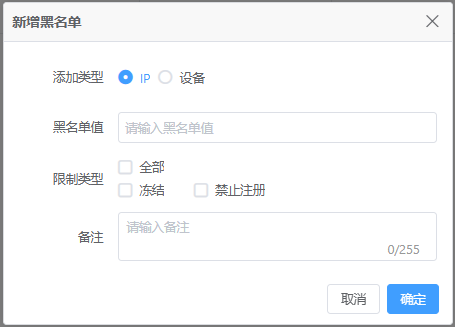 新增黑名单
添加类型 IP 设备
黑名单值 请输入黑名单值
限制类型 全部
冻结 禁止注册
备注 请输入备注
0/255
取消 确定